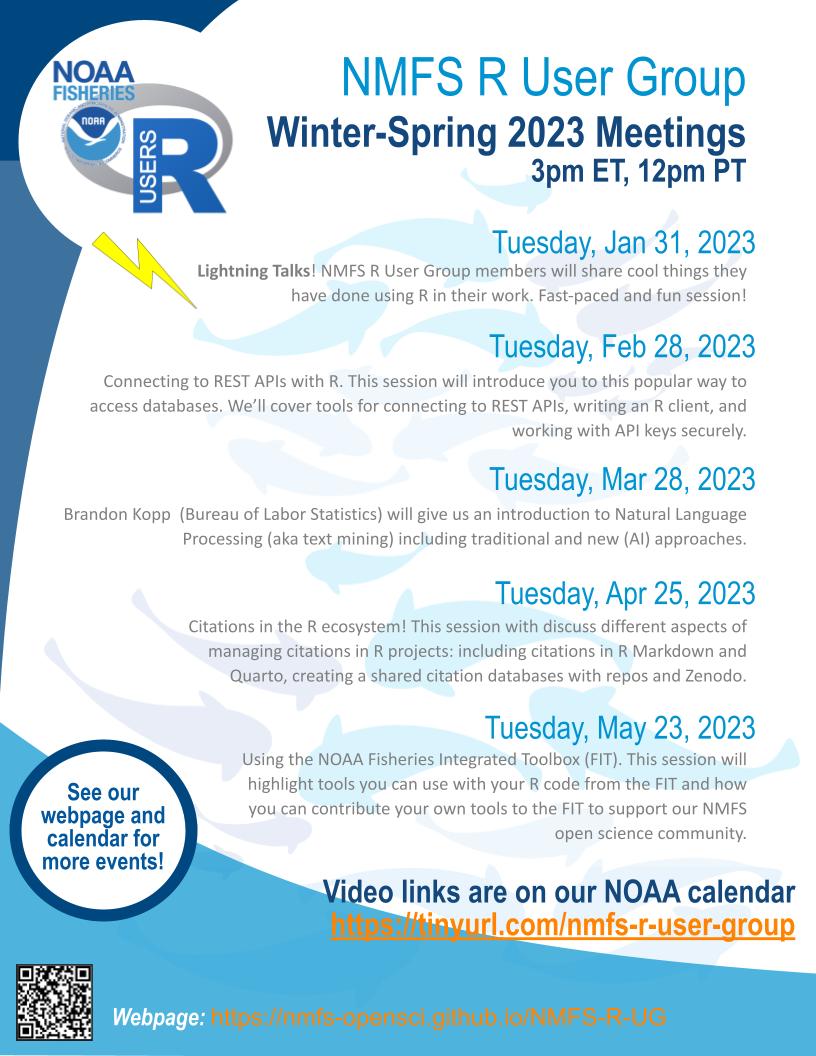 NOAA
FISHERIES
NOAA
USERS
R
NMFS R User Group
Winter-Spring 2023 Meetings
3pm ET, 12pm PT
Tuesday, Jan 31, 2023
Lightning Talks! NMFS R User Group members will share cool things they
have done using R in their work. Fast-paced and fun session!
Tuesday, Feb 28, 2023
Connecting to REST APIs with R. This session will introduce you to this popular way to
access databases. We’ll cover tools for connecting to REST APIs, writing an R client, and
working with API keys securely.
Tuesday, Mar 28, 2023
Brandon Kopp (Bureau of Labor Statistics) will give us an introduction to Natural Language
Processing (aka text mining) including traditional and new (AI) approaches.
Tuesday, Apr 25, 2023
Citations in the R ecosystem! This session with discuss different aspects of
managing citations in R projects: including citations in R Markdown and
Quarto, creating a shared citation databases with repos and Zenodo.
Tuesday, May 23, 2023
Using the NOAA Fisheries Integrated Toolbox (FIT). This session will
highlight tools you can use with your R code from the FIT and how
you can contribute your own tools to the FIT to support our NMFS
open science community.
See our
webpage and
calendar for
more events!
Video links are on our NOAA calendar
https://tinyurl.com/nmfs-r-user-group
Webpage: https://nmfs-opensci.github.io/NMFS-R-UG